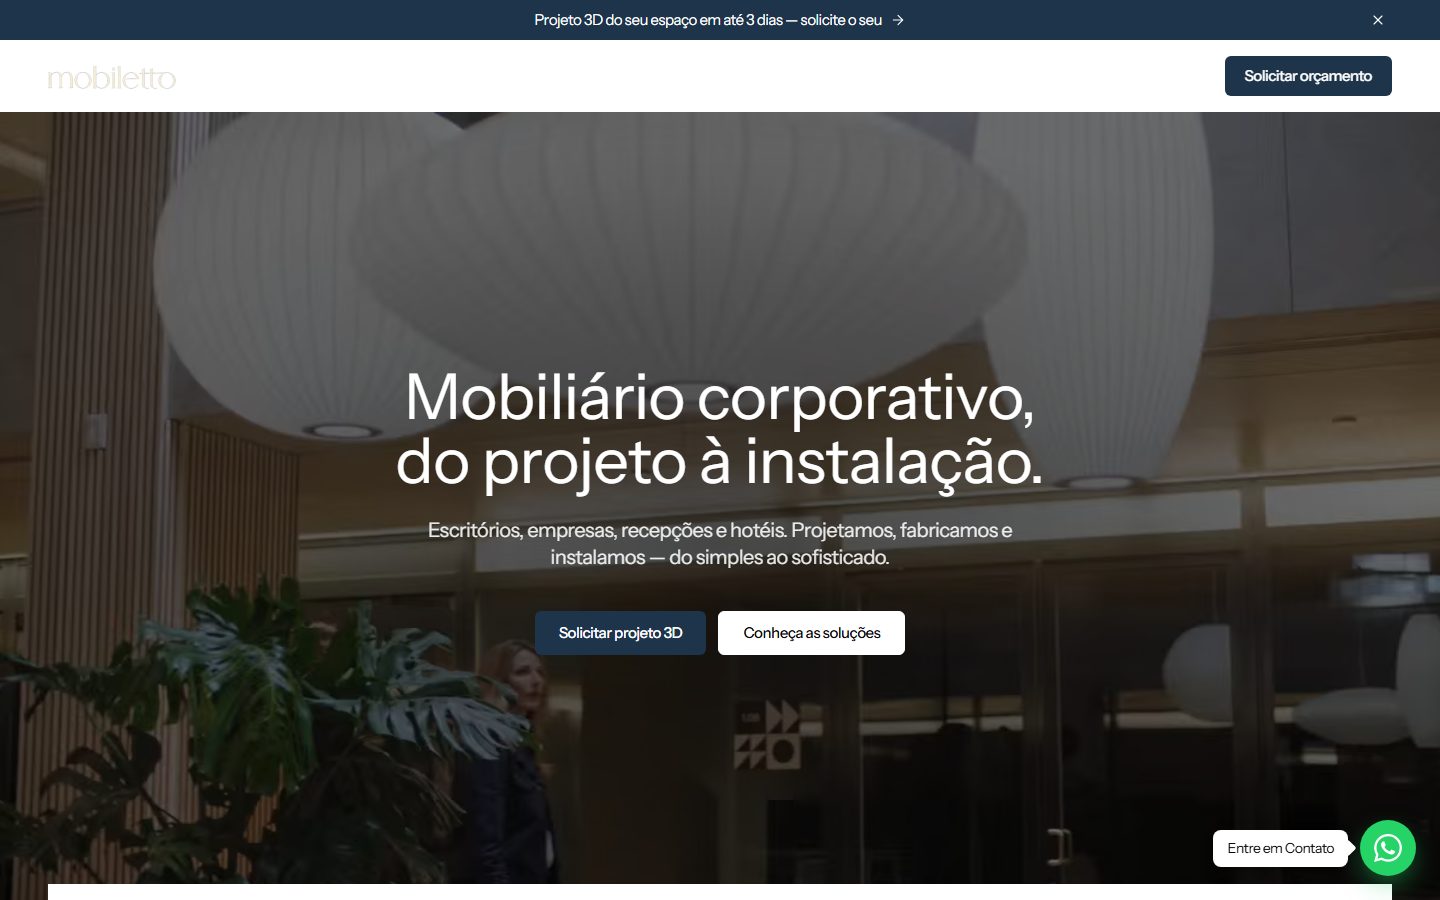 Projeto 3D do seu espaço em até 3 dias — solicite o seu →
mobiletto
Solicitar orçamento
Mobiliário corporativo,
do projeto à instalação.
Escritórios, empresas, recepções e hotéis. Projetamos, fabricamos e
instalamos — do simples ao sofisticado.
Solicitar projeto 3D
Conheça as soluções
Entre em Contato